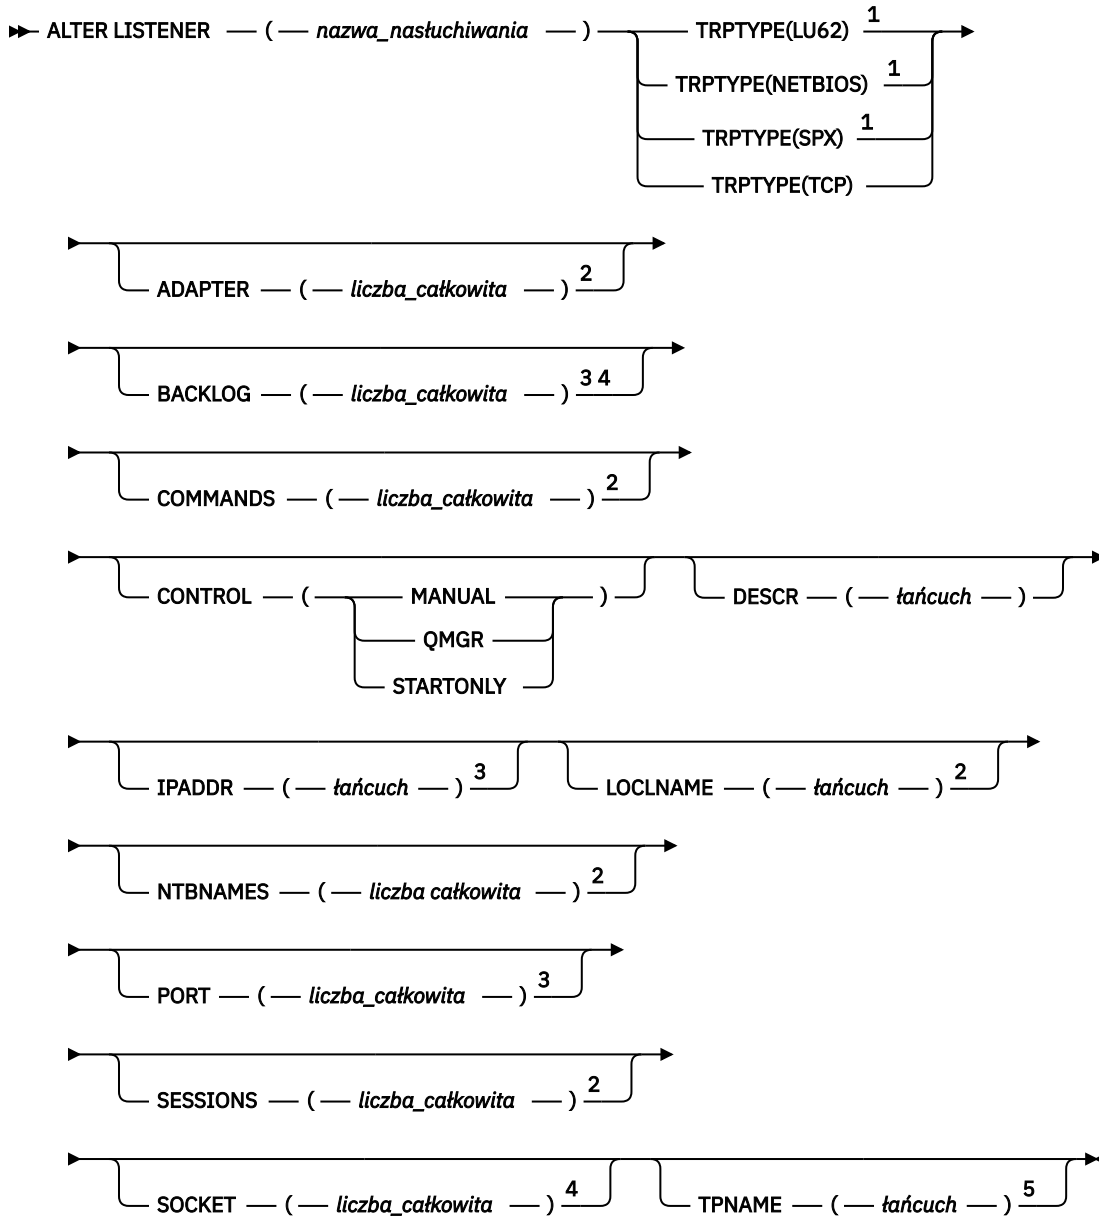 ALTER LISTENER ( nazwa_nasłuchiwania ) TRPTYPE(LU62) 1
TRPTYPE(NETBIOS) 1
TRPTYPE(SPX) 1
TRPTYPE(TCP)
ADAPTER ( liczba_całkowita ) 2
BACKLOG ( liczba_całkowita ) 3 4
COMMANDS ( liczba_całkowita ) 2
CONTROL ( MANUAL ) DESCR ( łańcuch )
QMGR
STARTONLY
IPADDR ( łańcuch ) 3 LOCLNAME ( łańcuch ) 2
NTBNAMES ( liczba całkowita ) 2
PORT ( liczba_całkowita ) 3
SESSIONS ( liczba_całkowita ) 2
SOCKET ( liczba_całkowita ) 4 TPNAME ( łańcuch ) 5